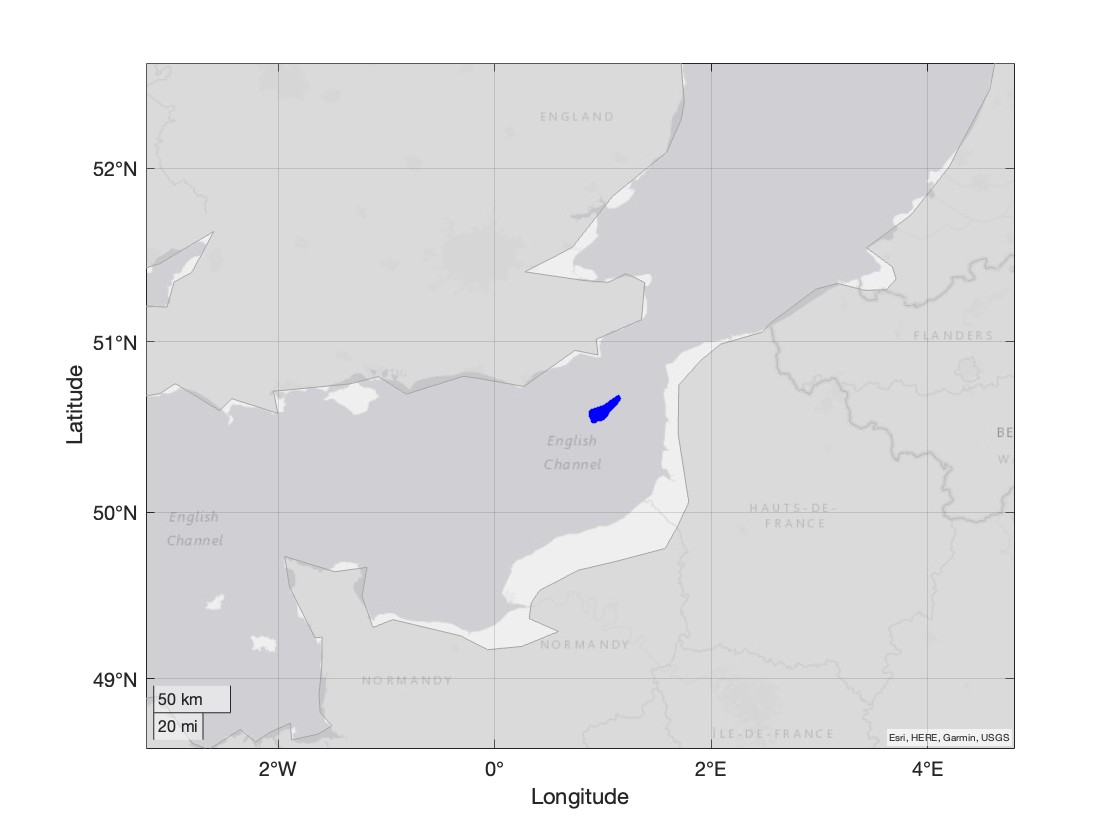 ENGLAND
52°N
51°N
FLANDERS
Latitude
English
Channel
BE
W
50°N
English
Channel
HAUTS-DE-
FRANCE
NORMANDY
49°N
NORMANDY
50 km
20 mi
ÎLE-DE-FRANCE
Esri, HERE, Garmin, USGS
2°W
0°
2°E
4°E
Longitude